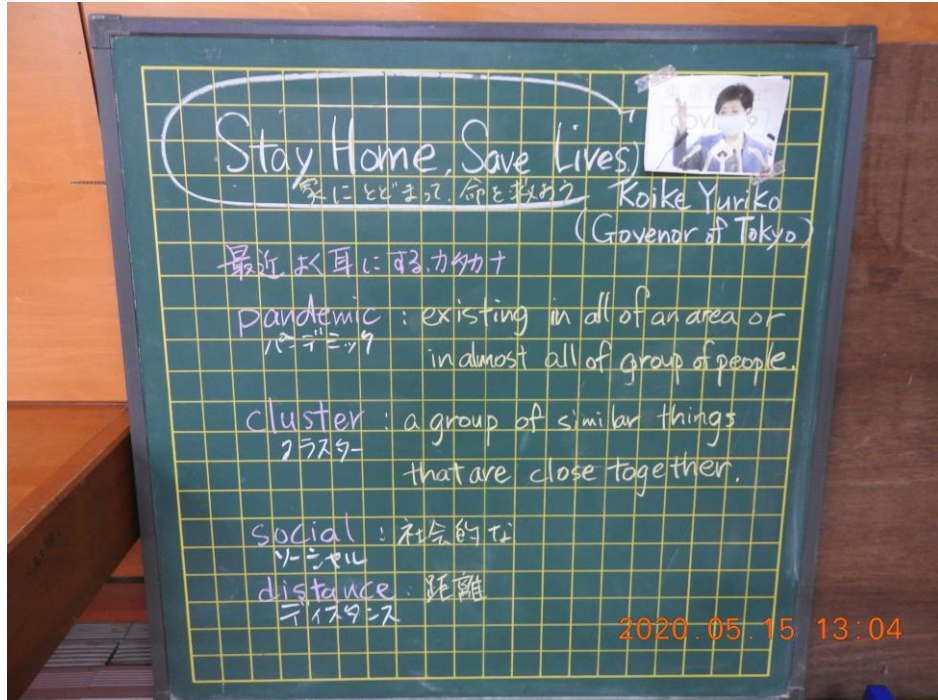 Stay Home, Save Lives
家にとどまって、命を救おう
Koike Yuriko
(Govenor of Tokyo)
最近よく耳にするカタカナ
pandemic : existing in all of an area or
パンデミック
in almost all of group of people.
cluster : a group of similar things
クラスター
that are close together.
social : 社会的な
ソーシャル
distance : 距離
ディスタンス
2020.05.15 13:04